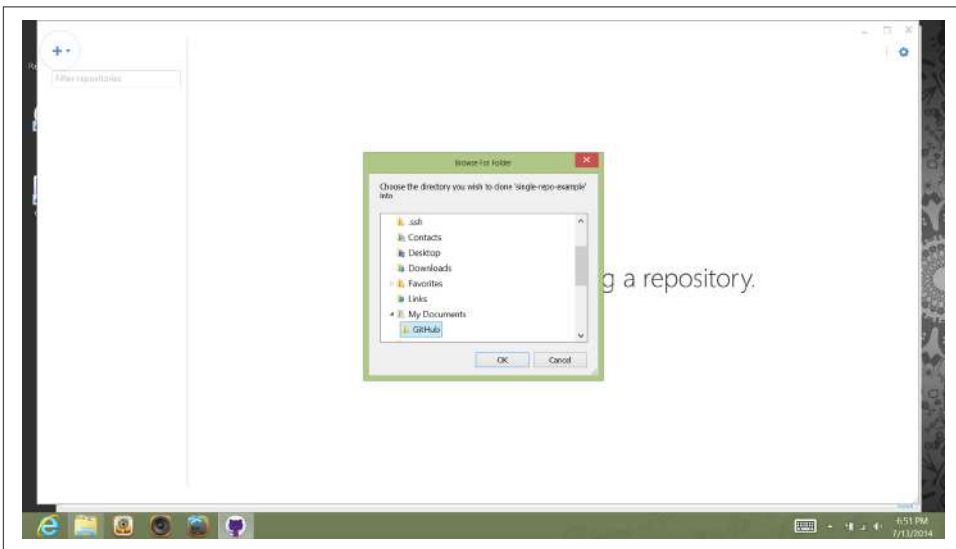 Filter repositories
Browse For Folder
Choose the directory you wish to clone 'single-repo-example'
into
.ssh
Contacts
Desktop
Downloads
Favorites
Links
My Documents
GitHub
OK
Cancel
g a repository.
6:51 PM
7/13/2014